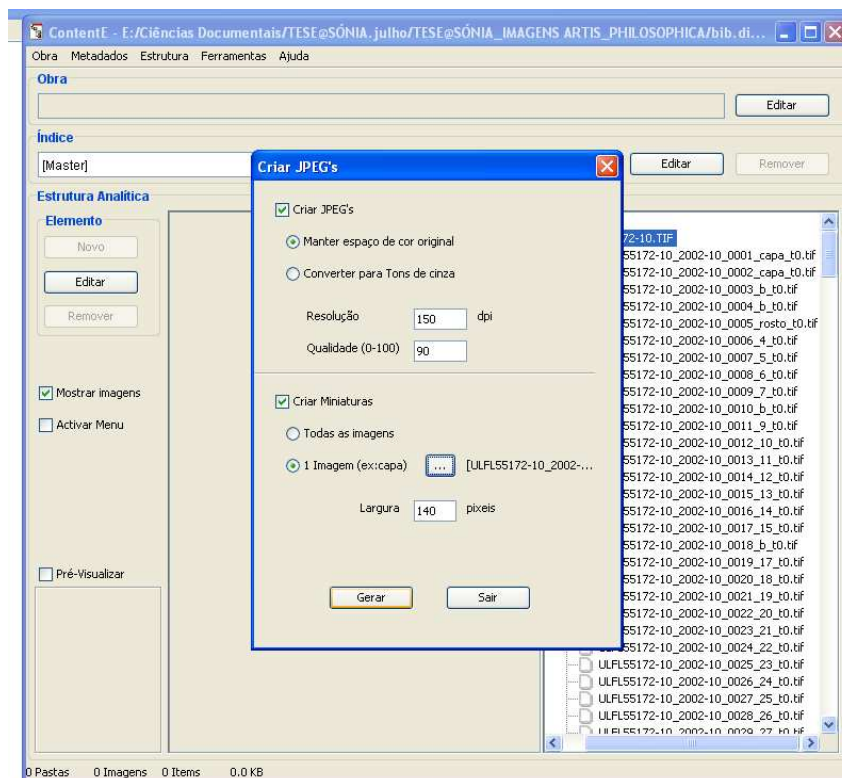 ContentE - E:/Ciências Documentais/TESE@SÓNIA.julho/TESE@SÓNIA_IMAGENS ARTIS_PHILOSOPHICA/bib.di...
Obra Metadados Estrutura Ferramentas Ajuda
Obra
Editar
Índice
[Master]
Editar
Remover
Estrutura Analítica
Elemento
Novo
Editar
Remover
Mostrar imagens
Activar Menu
Pré-Visualizar
Criar JPEG's
Criar JPEG's
Manter espaço de cor original
Converter para Tons de cinza
Resolução 150 dpi
Qualidade (0-100) 90
Criar Miniaturas
Todas as imagens
1 Imagem (ex:capa) ... [ULFL55172-10_2002-...
Largura 140 pixeis
Gerar Sair
72-10.TIF
55172-10_2002-10_0001_capa_t0.tif
55172-10_2002-10_0002_capa_t0.tif
55172-10_2002-10_0003_b_t0.tif
55172-10_2002-10_0004_b_t0.tif
55172-10_2002-10_0005_rosto_t0.tif
55172-10_2002-10_0006_4_t0.tif
55172-10_2002-10_0007_5_t0.tif
55172-10_2002-10_0008_6_t0.tif
55172-10_2002-10_0009_7_t0.tif
55172-10_2002-10_0010_b_t0.tif
55172-10_2002-10_0011_9_t0.tif
55172-10_2002-10_0012_10_t0.tif
55172-10_2002-10_0013_11_t0.tif
55172-10_2002-10_0014_12_t0.tif
55172-10_2002-10_0015_13_t0.tif
55172-10_2002-10_0016_14_t0.tif
55172-10_2002-10_0017_15_t0.tif
55172-10_2002-10_0018_b_t0.tif
55172-10_2002-10_0019_17_t0.tif
55172-10_2002-10_0020_18_t0.tif
55172-10_2002-10_0021_19_t0.tif
55172-10_2002-10_0022_20_t0.tif
55172-10_2002-10_0023_21_t0.tif
55172-10_2002-10_0024_22_t0.tif
ULFL55172-10_2002-10_0025_23_t0.tif
ULFL55172-10_2002-10_0026_24_t0.tif
ULFL55172-10_2002-10_0027_25_t0.tif
ULFL55172-10_2002-10_0028_26_t0.tif
ULFL55172-10_2002-10_0029_27_t0.tif
0 Pastas 0 Imagens 0 Items 0.0 KB